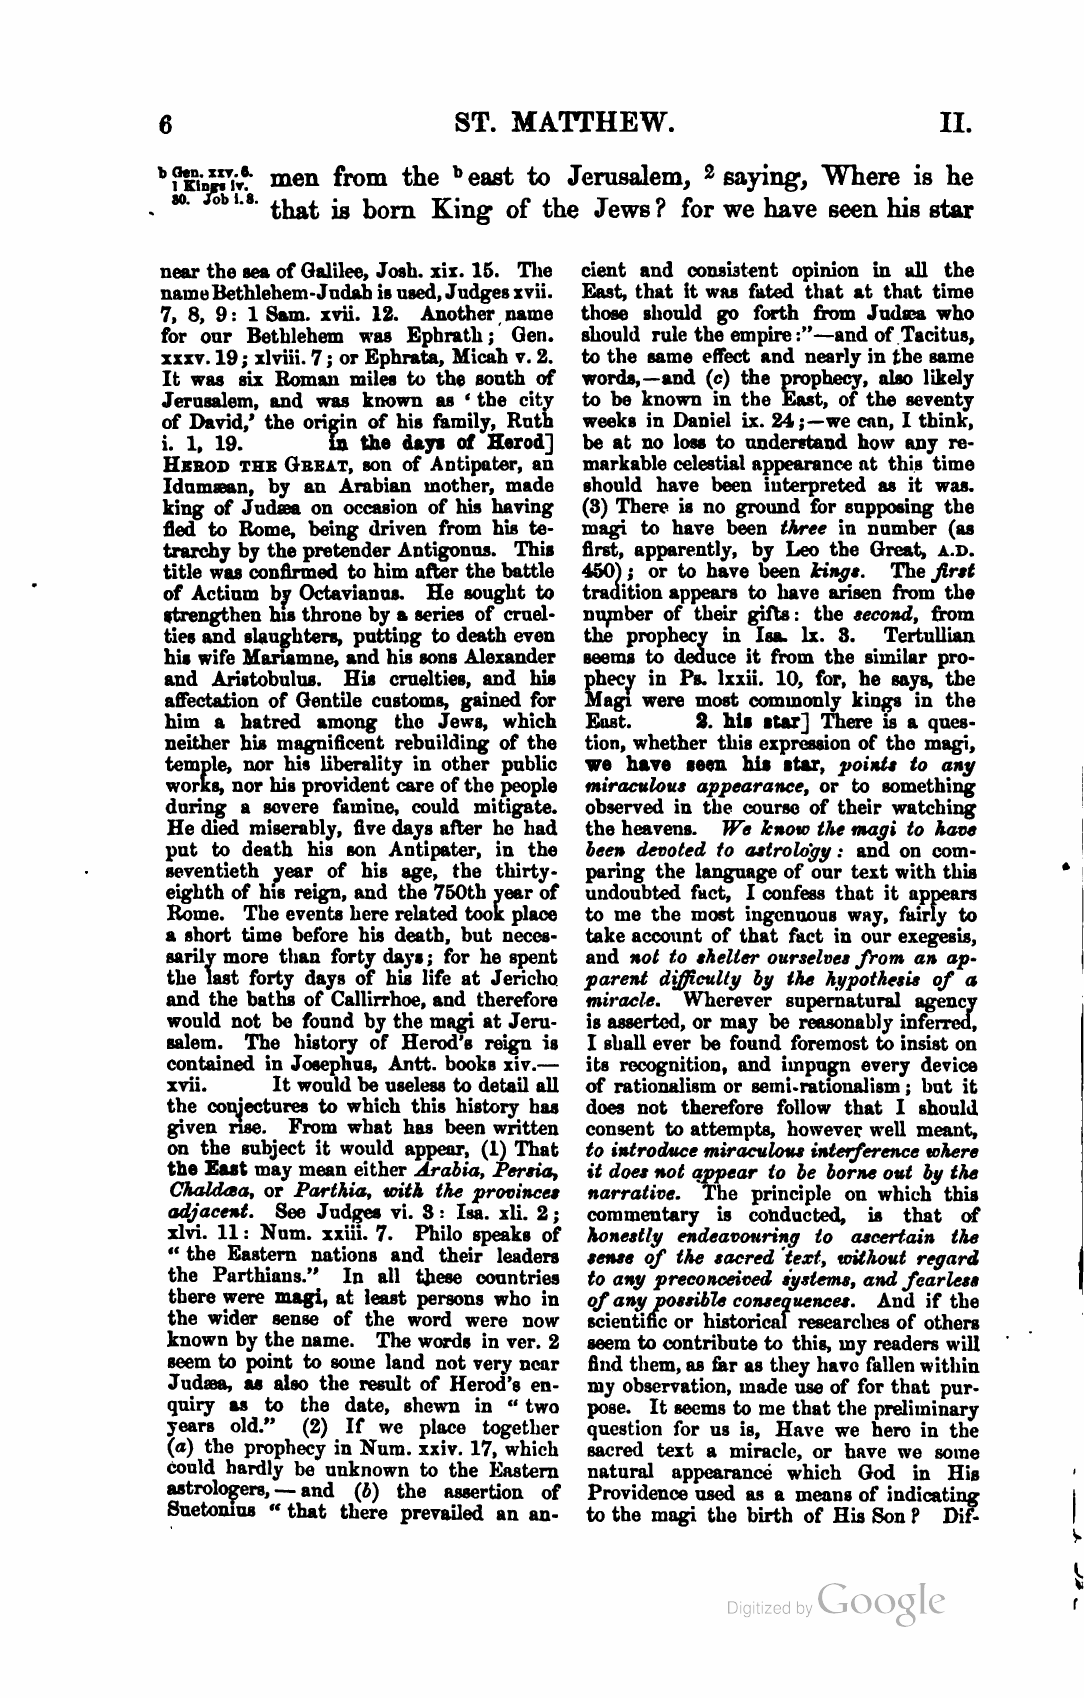 6 ST. MATTHEW. II.
b Gen. xxv. 6.
1 Kings iv.
30. Job i. 3.
men from the b east to Jerusalem, 2 saying, Where is he
that is born King of the Jews? for we have seen his star
near the sea of Galilee, Josh. xix. 15. The
name Bethlehem-Judah is used, Judges xvii.
7, 8, 9: 1 Sam. xvii. 12. Another name
for our Bethlehem was Ephrath; Gen.
xxxv. 19; xlviii. 7; or Ephrata, Micah v. 2.
It was six Roman miles to the south of
Jerusalem, and was known as ‘the city
of David,’ the origin of his family, Ruth
i. 1, 19. in the days of Herod]
HEROD THE GREAT, son of Antipater, an
Idumæan, by an Arabian mother, made
king of Judæa on occasion of his having
fled to Rome, being driven from his te-
trarchy by the pretender Antigonus. This
title was confirmed to him after the battle
of Actium by Octavianus. He sought to
strengthen his throne by a series of cruel-
ties and slaughters, putting to death even
his wife Mariamne, and his sons Alexander
and Aristobulus. His cruelties, and his
affectation of Gentile customs, gained for
him a hatred among the Jews, which
neither his magnificent rebuilding of the
temple, nor his liberality in other public
works, nor his provident care of the people
during a severe famine, could mitigate.
He died miserably, five days after he had
put to death his son Antipater, in the
seventieth year of his age, the thirty-
eighth of his reign, and the 750th year of
Rome. The events here related took place
a short time before his death, but neces-
sarily more than forty days; for he spent
the last forty days of his life at Jericho
and the baths of Callirrhoe, and therefore
would not be found by the magi at Jeru-
salem. The history of Herod's reign is
contained in Josephus, Antt. books xiv.—
xvii. It would be useless to detail all
the conjectures to which this history has
given rise. From what has been written
on the subject it would appear, (1) That
the East may mean either Arabia, Persia,
Chaldæa, or Parthia, with the provinces
adjacent. See Judges vi. 3: Isa. xli. 2;
xlvi. 11: Num. xxiii. 7. Philo speaks of
“the Eastern nations and their leaders
the Parthians.” In all these countries
there were magi, at least persons who in
the wider sense of the word were now
known by the name. The words in ver. 2
seem to point to some land not very near
Judæa, as also the result of Herod's en-
quiry as to the date, shewn in “two
years old.” (2) If we place together
(a) the prophecy in Num. xxiv. 17, which
could hardly be unknown to the Eastern
astrologers,—and (b) the assertion of
Suetonius “that there prevailed an an-
cient and consistent opinion in all the
East, that it was fated that at that time
those should go forth from Judæa who
should rule the empire:”—and of Tacitus,
to the same effect and nearly in the same
words,—and (c) the prophecy, also likely
to be known in the East, of the seventy
weeks in Daniel ix. 24;—we can, I think,
be at no loss to understand how any re-
markable celestial appearance at this time
should have been interpreted as it was.
(3) There is no ground for supposing the
magi to have been three in number (as
first, apparently, by Leo the Great, A.D.
450); or to have been kings. The first
tradition appears to have arisen from the
number of their gifts: the second, from
the prophecy in Isa. lx. 3. Tertullian
seems to deduce it from the similar pro-
phecy in Ps. lxxii. 10, for, he says, the
Magi were most commonly kings in the
East. 2. his star] There is a ques-
tion, whether this expression of the magi,
we have seen his star, points to any
miraculous appearance, or to something
observed in the course of their watching
the heavens. We know the magi to have
been devoted to astrology: and on com-
paring the language of our text with this
undoubted fact, I confess that it appears
to me the most ingenuous way, fairly to
take account of that fact in our exegesis,
and not to shelter ourselves from an ap-
parent difficulty by the hypothesis of a
miracle. Wherever supernatural agency
is asserted, or may be reasonably inferred,
I shall ever be found foremost to insist on
its recognition, and impugn every device
of rationalism or semi-rationalism; but it
does not therefore follow that I should
consent to attempts, however well meant,
to introduce miraculous interference where
it does not appear to be borne out by the
narrative. The principle on which this
commentary is conducted, is that of
honestly endeavouring to ascertain the
sense of the sacred text, without regard
to any preconceived systems, and fearless
of any possible consequences. And if the
scientific or historical researches of others
seem to contribute to this, my readers will
find them, as far as they have fallen within
my observation, made use of for that pur-
pose. It seems to me that the preliminary
question for us is, Have we here in the
sacred text a miracle, or have we some
natural appearance which God in His
Providence used as a means of indicating
to the magi the birth of His Son? Dif-
Digitized by Google